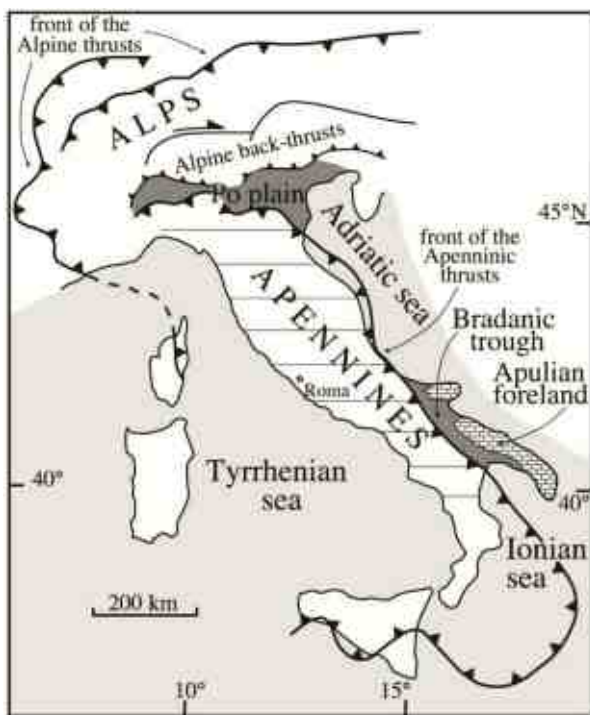 front of the
Alpine thrusts
ALPS
Alpine back-thrusts
Po plain
45°N
Adriatic sea
front of the
Apenninic
thrusts
APENNINES
Bradanic
trough
Apulian
foreland
Roma
40°
Tyrrhenian
sea
40°
Ionian
sea
200 km
10°
15°